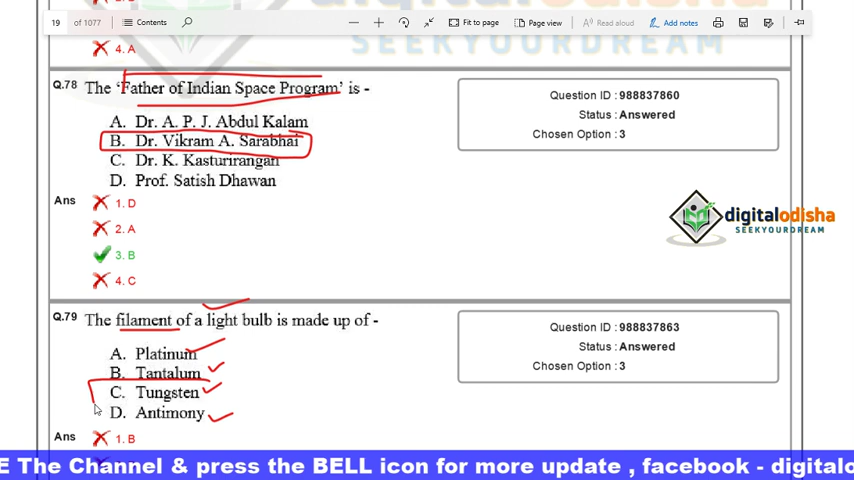 19 of 1077 Contents Fit to page Page view Read aloud Add notes
4. A
SEEKYOURDREAM
Q.78 The ‘Father of Indian Space Program’ is -
A. Dr. A. P. J. Abdul Kalam
B. Dr. Vikram A. Sarabhai
C. Dr. K. Kasturirangan
D. Prof. Satish Dhawan
Question ID : 988837860
Status : Answered
Chosen Option : 3
Ans
1. D
2. A
3. B
4. C
digitalodisha
SEEKYOURDREAM
Q.79 The filament of a light bulb is made up of -
A. Platinum
B. Tantalum
C. Tungsten
D. Antimony
Question ID : 988837863
Status : Answered
Chosen Option : 3
Ans
1. B
E The Channel & press the BELL icon for more update , facebook - digitalo